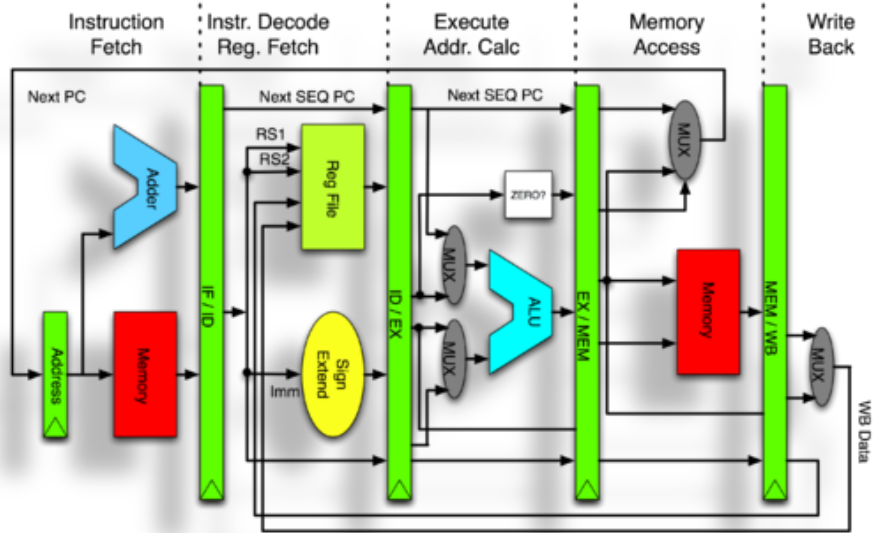 Instruction
Fetch
Instr. Decode
Reg. Fetch
Execute
Addr. Calc
Memory
Access
Write
Back
Next PC
Next SEQ PC
Next SEQ PC
RS1
RS2
Reg File
MUX
Adder
ZERO?
MUX
ALU
IF / ID
ID / EX
EX / MEM
MEM / WB
Memory
Address
Memory
Sign
Extend
MUX
MUX
Imm
WB Data